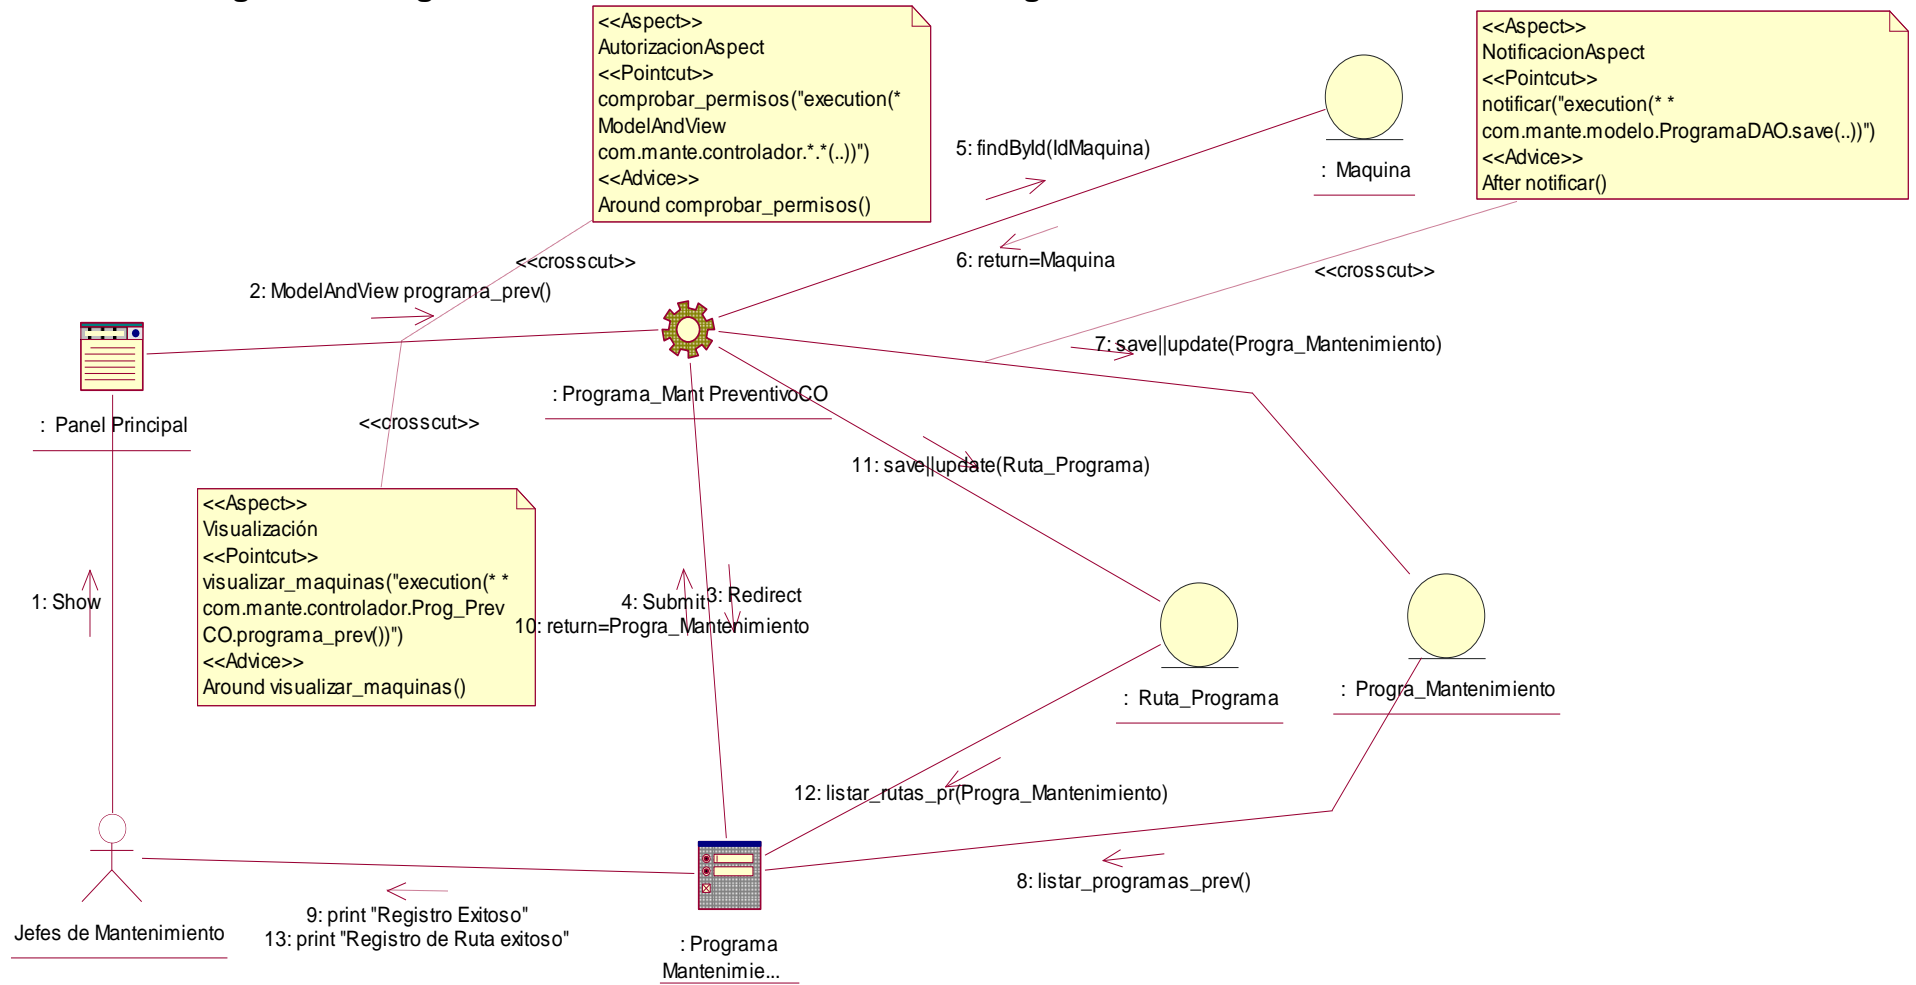 <<Aspect>>
AutorizacionAspect
<<Pointcut>>
comprobar_permisos("execution(*
ModelAndView
com.mante.controlador.*.*(..))")
<<Advice>>
Around comprobar_permisos()
<<Aspect>>
NotificacionAspect
<<Pointcut>>
notificar("execution(* *
com.mante.modelo.ProgramaDAO.save(..))")
<<Advice>>
After notificar()
5: findById(IdMaquina)
: Maquina
6: return=Maquina
<<crosscut>>
<<crosscut>>
2: ModelAndView programa_prev()
7: save||update(Progra_Mantenimiento)
: Programa_Mant PreventivoCO
: Panel Principal
<<crosscut>>
11: save||update(Ruta_Programa)
<<Aspect>>
Visualización
<<Pointcut>>
visualizar_maquinas("execution(* *
com.mante.controlador.Prog_Prev
CO.programa_prev())")
<<Advice>>
Around visualizar_maquinas()
1: Show
4: Submit
3: Redirect
10: return=Progra_Mantenimiento
: Ruta_Programa
: Progra_Mantenimiento
12: listar_rutas_pr(Progra_Mantenimiento)
8: listar_programas_prev()
9: print "Registro Exitoso"
13: print "Registro de Ruta exitoso"
Jefes de Mantenimiento
: Programa
Mantenimie...